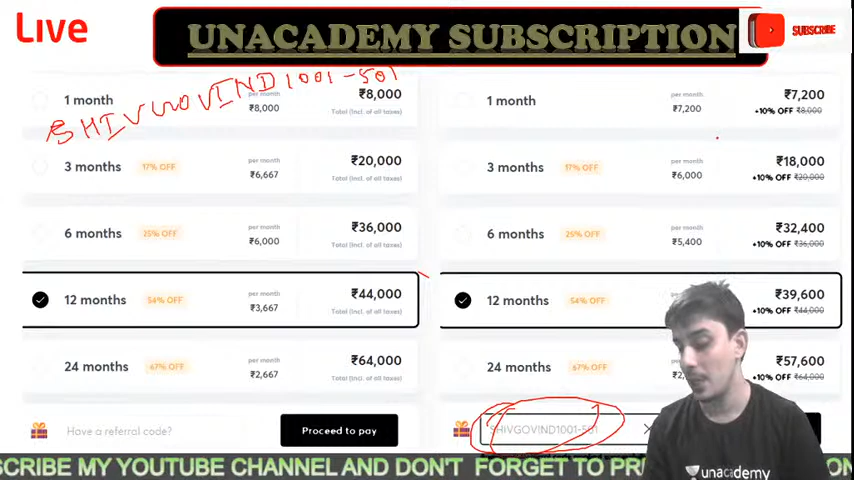 Live
UNACADEMY SUBSCRIPTION
SUBSCRIBE
SHIVGOVIND1001-501
1 month
per month
₹8,000
₹8,000
Total (Incl. of all taxes)
3 months
17% OFF
per month
₹6,667
₹20,000
Total (Incl. of all taxes)
6 months
25% OFF
per month
₹6,000
₹36,000
Total (Incl. of all taxes)
12 months
54% OFF
per month
₹3,667
₹44,000
Total (Incl. of all taxes)
24 months
67% OFF
per month
₹2,667
₹64,000
Total (Incl. of all taxes)
Have a referral code?
Proceed to pay
1 month
per month
₹7,200
₹7,200
+10% OFF ₹8,000
3 months
17% OFF
per month
₹6,000
₹18,000
+10% OFF ₹20,000
6 months
25% OFF
per month
₹5,400
₹32,400
+10% OFF ₹36,000
12 months
54% OFF
₹39,600
+10% OFF ₹44,000
24 months
67% OFF
₹57,600
+10% OFF ₹64,000
SHIVGOVIND1001-501
unacademy
SCRIBE MY YOUTUBE CHANNEL AND DON'T FORGET TO